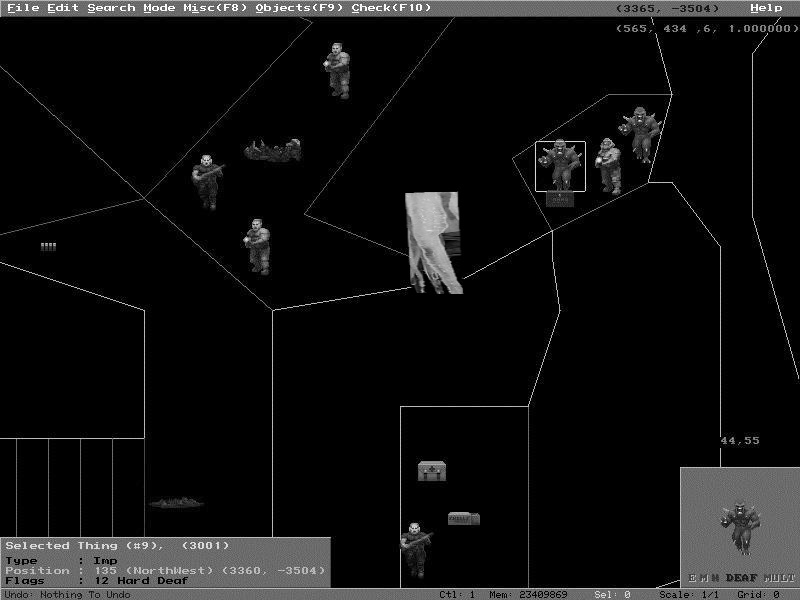 File Edit Search Mode Misc(F8) Objects(F9) Check(F10) (3365, -3504) Help
(565, 434 ,6, 1.000000)
44,55
Selected Thing (#9), (3001)
Type : Imp
Position : 135 (NorthWest) (3360, -3504)
Flags : 12 Hard Deaf
E M H DEAF MULT
Undo: Nothing To Undo Ctl: 1 Mem: 23409869 Sel: 0 Scale: 1/1 Grid: 0